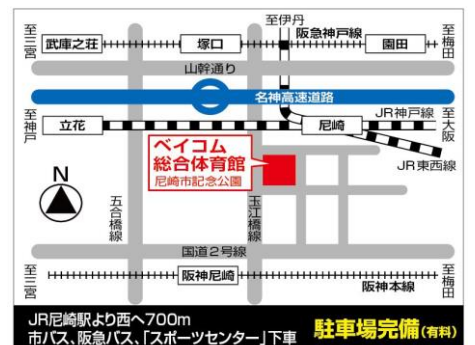 至伊丹
阪急神戸線
至三宮
武庫之荘
塚口
園田
至梅田
山幹通り
名神高速道路
JR神戸線
至神戸
立花
尼崎
至大阪
JR東西線
ベイコム
総合体育館
尼崎市記念公園
N
五合橋線
玉江橋線
国道2号線
至三宮
阪神尼崎
阪神本線
至梅田
JR尼崎駅より西へ700m
市バス、阪急バス、「スポーツセンター」下車
駐車場完備(有料)